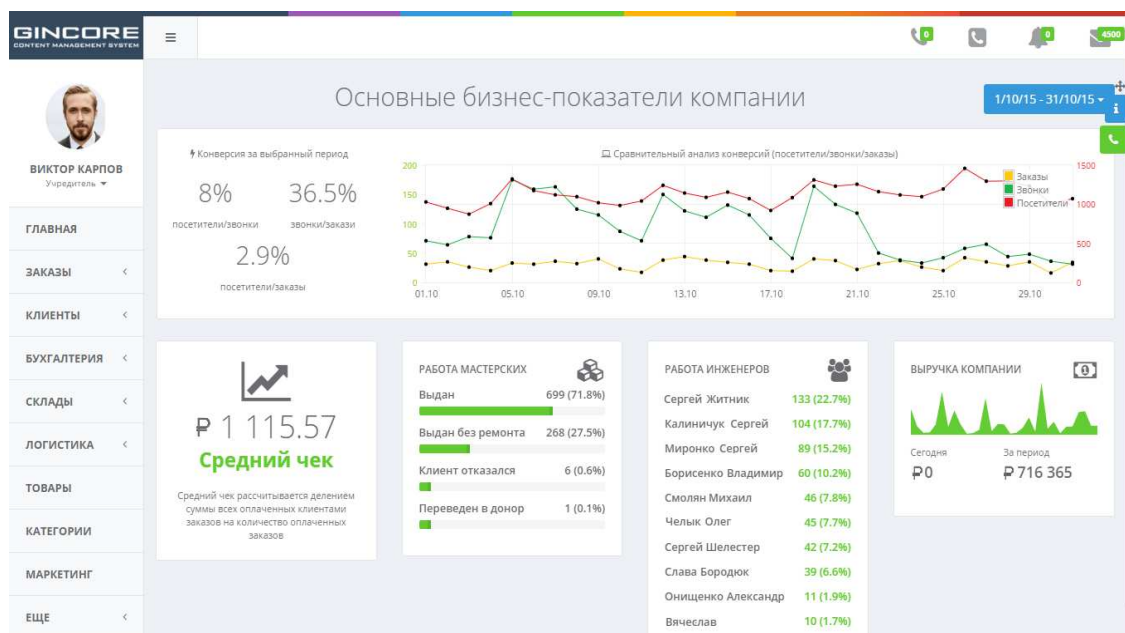 GINCORE
CONTENT MANAGEMENT SYSTEM
0
0
4500
ВИКТОР КАРПОВ
Учредитель
ГЛАВНАЯ
ЗАКАЗЫ
КЛИЕНТЫ
БУХГАЛТЕРИЯ
СКЛАДЫ
ЛОГИСТИКА
ТОВАРЫ
КАТЕГОРИИ
МАРКЕТИНГ
ЕЩЕ
Основные бизнес-показатели компании
1/10/15 - 31/10/15
Конверсия за выбранный период
8%
36.5%
посетители/звонки
звонки/закази
2.9%
посетители/заказы
Сравнительный анализ конверсий (посетители/звонки/заказы)
200
150
100
50
0
1500
1000
500
0
Заказы
Звонки
Посетители
01.10
05.10
09.10
13.10
17.10
21.10
25.10
29.10
₽ 1 115.57
Средний чек
Средний чек рассчитывается делением
суммы всех оплаченных клиентами
заказов на количество оплаченных
заказов
РАБОТА МАСТЕРСКИХ
Выдан 699 (71.8%)
Выдан без ремонта 268 (27.5%)
Клиент отказался 6 (0.6%)
Переведен в донор 1 (0.1%)
РАБОТА ИНЖЕНЕРОВ
Сергей Житник 133 (22.7%)
Калиничук Сергей 104 (17.7%)
Миронко Сергей 89 (15.2%)
Борисенко Владимир 60 (10.2%)
Смолян Михаил 46 (7.8%)
Челык Олег 45 (7.7%)
Сергей Шелестер 42 (7.2%)
Слава Бородюк 39 (6.6%)
Онищенко Александр 11 (1.9%)
Вячеслав 10 (1.7%)
ВЫРУЧКА КОМПАНИИ
Сегодня
За период
₽ 0
₽ 716 365